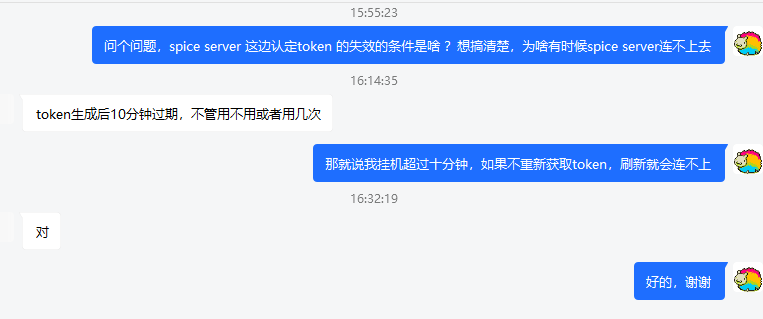 15:55:23
问个问题，spice server 这边认定token 的失效的条件是啥 ？想搞清楚，为啥有时候spice server连不上去
16:14:35
token生成后10分钟过期，不管用不用或者用几次
那就说我挂机超过十分钟，如果不重新获取token，刷新就会连不上
16:32:19
对
好的，谢谢